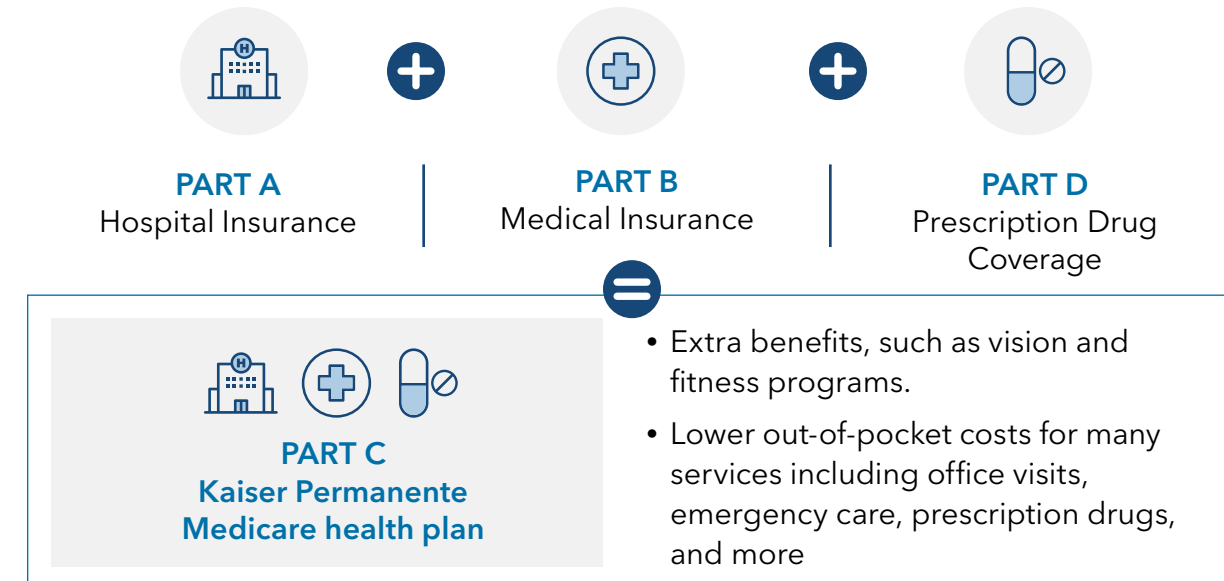 H
PART A
Hospital Insurance
PART B
Medical Insurance
PART D
Prescription Drug
Coverage
H
PART C
Kaiser Permanente
Medicare health plan
• Extra benefits, such as vision and
fitness programs.
• Lower out-of-pocket costs for many
services including office visits,
emergency care, prescription drugs,
and more